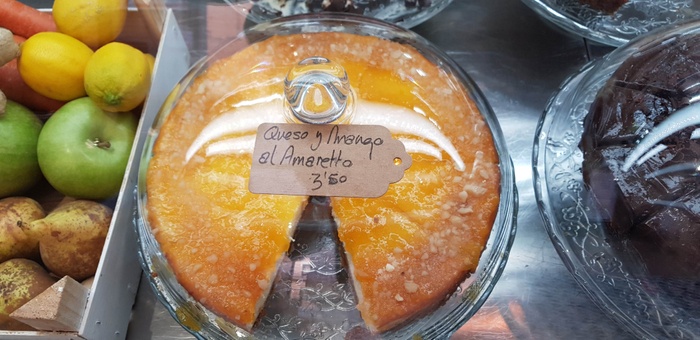 Queso y Mango
al Amaretto
3'50